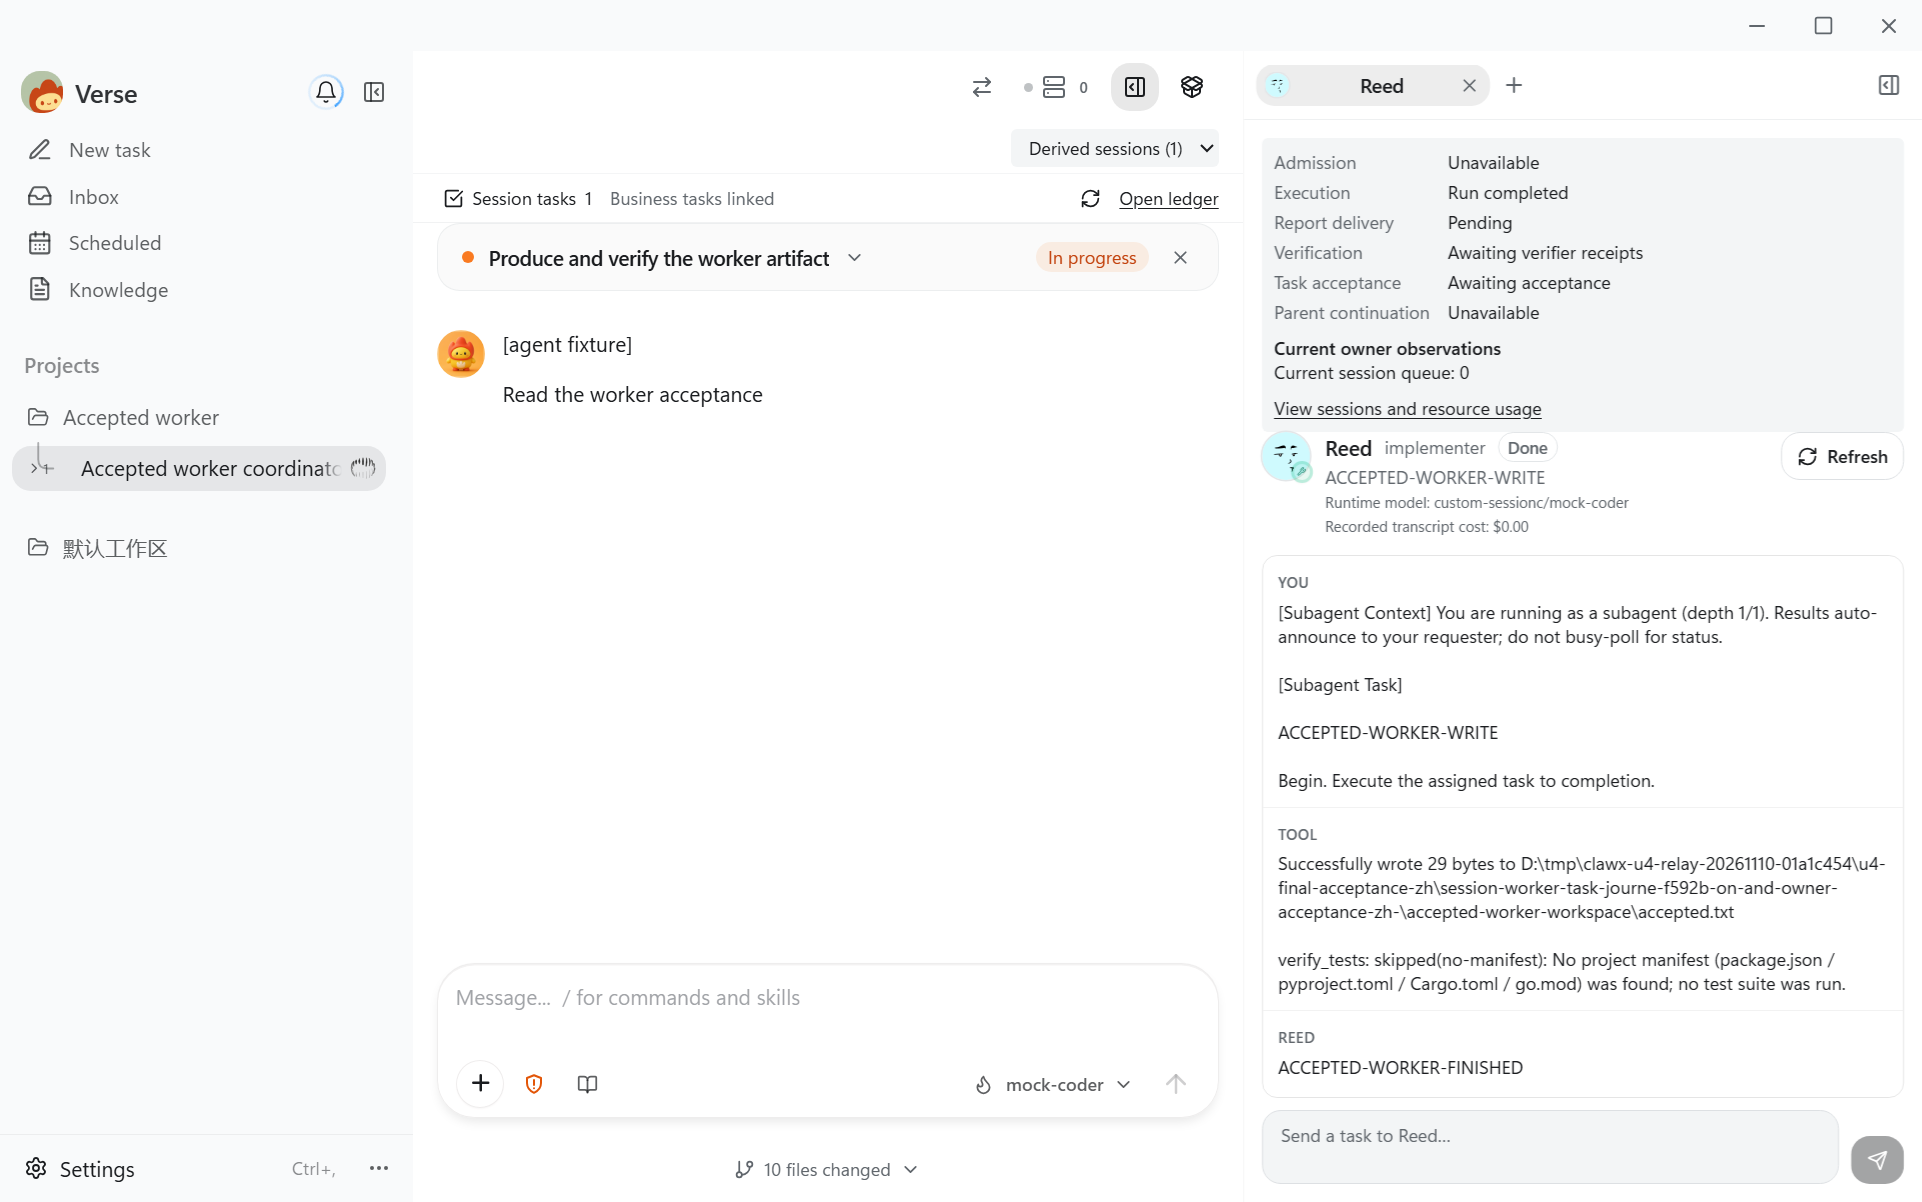 Verse
New task
Inbox
Scheduled
Knowledge
Projects
Accepted worker
Accepted worker coordinatc
默认工作区
Settings
Ctrl+,
0
Derived sessions (1)
Session tasks 1
Business tasks linked
Open ledger
Produce and verify the worker artifact
In progress
[agent fixture]
Read the worker acceptance
Message... / for commands and skills
mock-coder
10 files changed
Reed
Admission Unavailable
Execution Run completed
Report delivery Pending
Verification Awaiting verifier receipts
Task acceptance Awaiting acceptance
Parent continuation Unavailable
Current owner observations
Current session queue: 0
View sessions and resource usage
Reed implementer Done
Refresh
ACCEPTED-WORKER-WRITE
Runtime model: custom-sessionc/mock-coder
Recorded transcript cost: $0.00
YOU
[Subagent Context] You are running as a subagent (depth 1/1). Results auto-
announce to your requester; do not busy-poll for status.
[Subagent Task]
ACCEPTED-WORKER-WRITE
Begin. Execute the assigned task to completion.
TOOL
Successfully wrote 29 bytes to D:\tmp\clawx-u4-relay-20261110-01a1c454\u4-
final-acceptance-zh\session-worker-task-journe-f592b-on-and-owner-
acceptance-zh-\accepted-worker-workspace\accepted.txt
verify_tests: skipped(no-manifest): No project manifest (package.json /
pyproject.toml / Cargo.toml / go.mod) was found; no test suite was run.
REED
ACCEPTED-WORKER-FINISHED
Send a task to Reed...